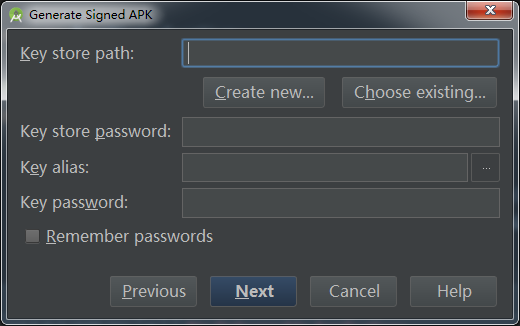 Generate Signed APK
Key store path:
Create new... Choose existing...
Key store password:
Key alias: ...
Key password:
Remember passwords
Previous Next Cancel Help